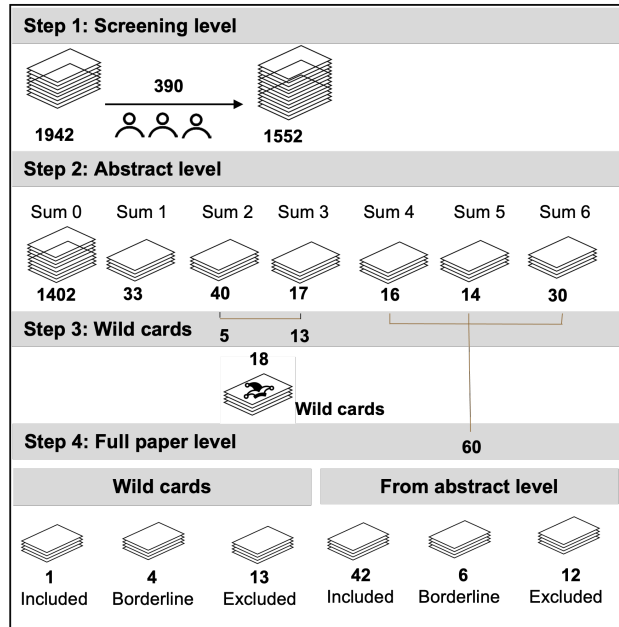 Step 1: Screening level
390
1942
1552
Step 2: Abstract level
Sum 0 Sum 1 Sum 2 Sum 3 Sum 4 Sum 5 Sum 6
1402 33 40 17 16 14 30
Step 3: Wild cards 5 13
18
Wild cards
Step 4: Full paper level 60
Wild cards From abstract level
1 4 13 42 6 12
Included Borderline Excluded Included Borderline Excluded